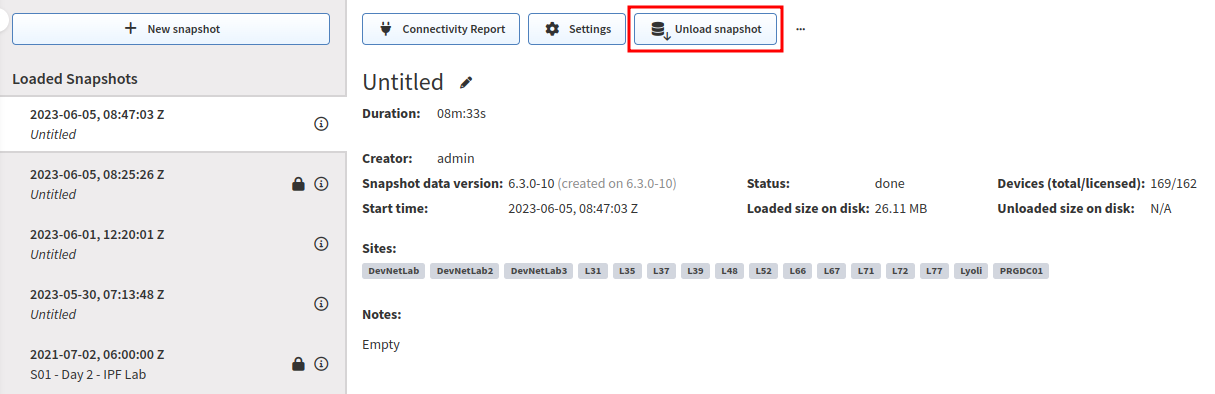 New snapshot
Loaded Snapshots
2023-06-05, 08:47:03 Z
Untitled
2023-06-05, 08:25:26 Z
Untitled
2023-06-01, 12:20:01 Z
Untitled
2023-05-30, 07:13:48 Z
Untitled
2021-07-02, 06:00:00 Z
S01 - Day 2 - IPF Lab
Connectivity Report Settings Unload snapshot ...
Untitled
Duration: 08m:33s
Creator: admin
Snapshot data version: 6.3.0-10 (created on 6.3.0-10) Status: done Devices (total/licensed): 169/162
Start time: 2023-06-05, 08:47:03 Z Loaded size on disk: 26.11 MB Unloaded size on disk: N/A
Sites:
DevNetLab DevNetLab2 DevNetLab3 L31 L35 L37 L39 L48 L52 L66 L67 L71 L72 L77 Lyoli PRGDC01
Notes:
Empty